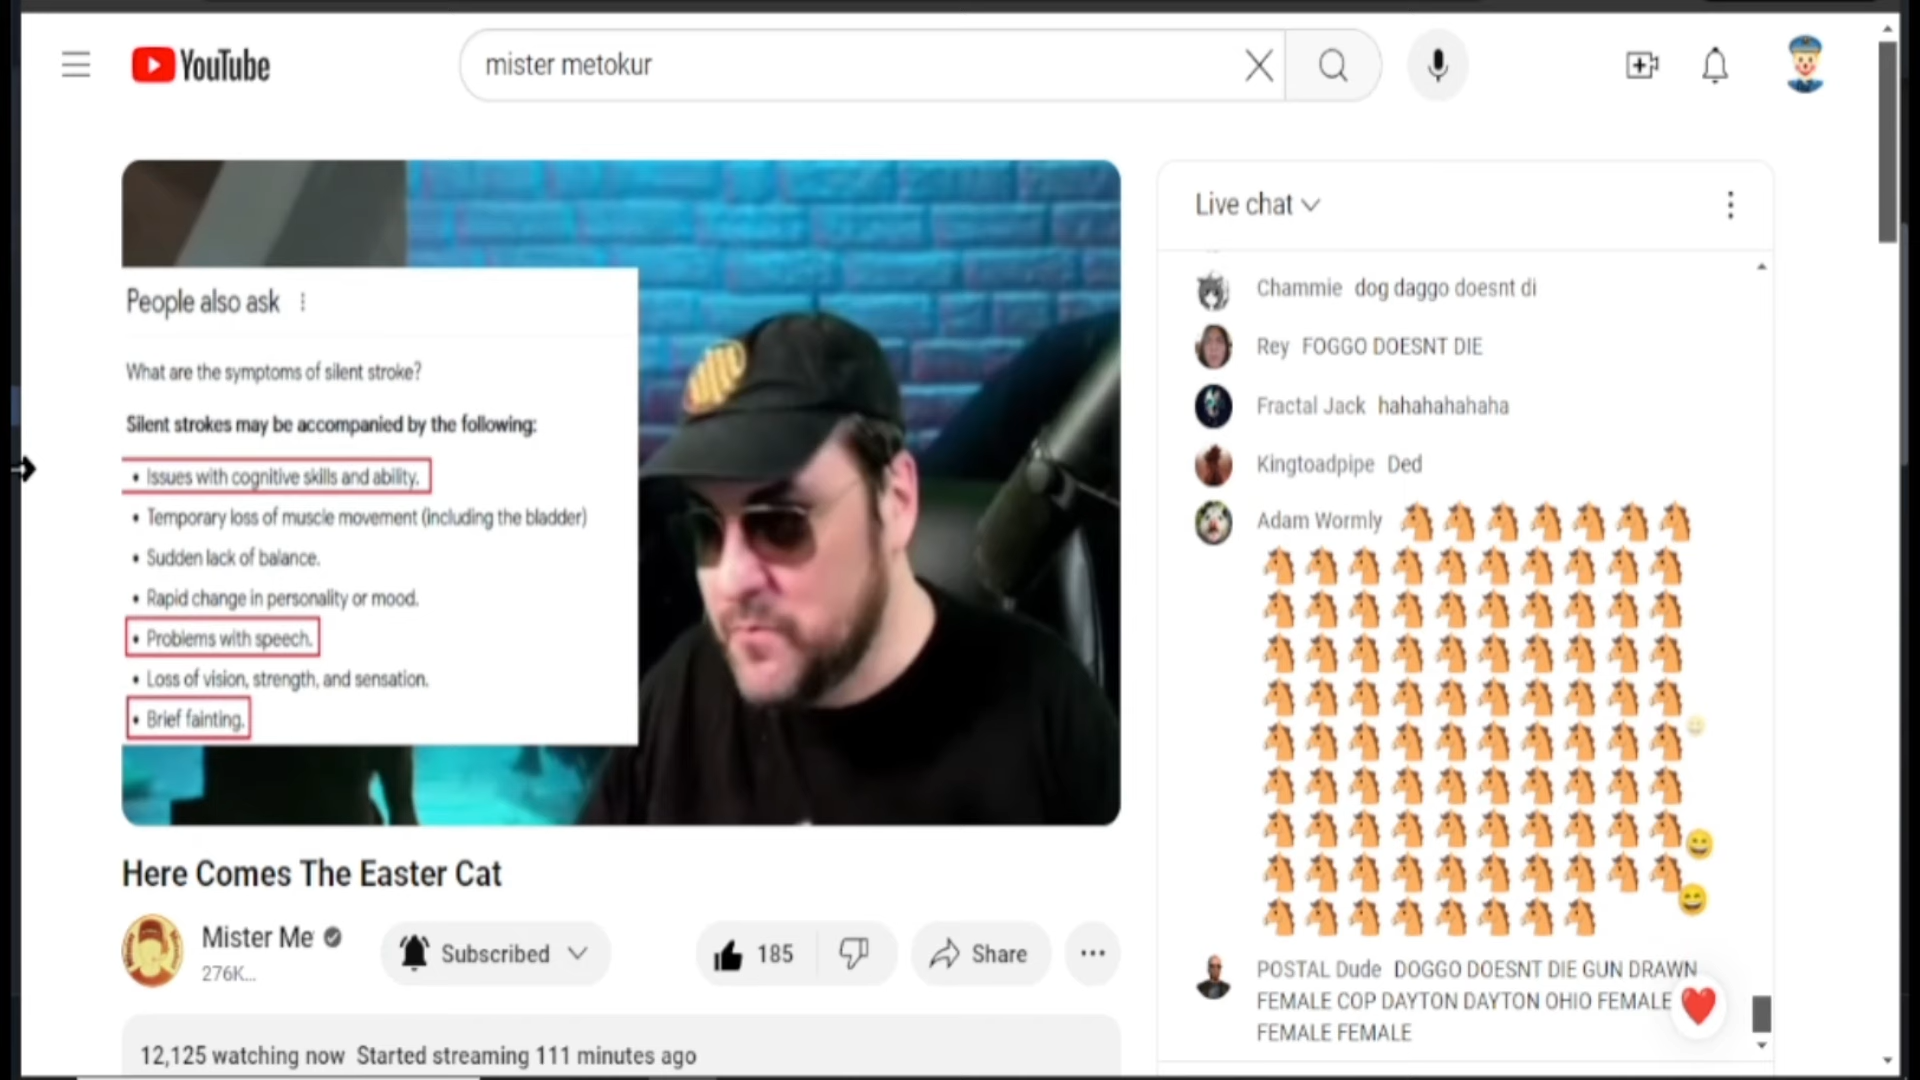 YouTube
mister metokur
People also ask
What are the symptoms of silent stroke?
Silent strokes may be accompanied by the following:
• Issues with cognitive skills and ability.
• Temporary loss of muscle movement (including the bladder)
• Sudden lack of balance.
• Rapid change in personality or mood.
• Problems with speech.
• Loss of vision, strength, and sensation.
• Brief fainting.
Here Comes The Easter Cat
Mister Me
276K...
Subscribed
185
Share
12,125 watching now Started streaming 111 minutes ago
Live chat
Chammie dog daggo doesnt di
Rey FOGGO DOESNT DIE
Fractal Jack hahahahahaha
Kingtoadpipe Ded
Adam Wormly
POSTAL Dude DOGGO DOESNT DIE GUN DRAWN
FEMALE COP DAYTON DAYTON OHIO FEMALE
FEMALE FEMALE